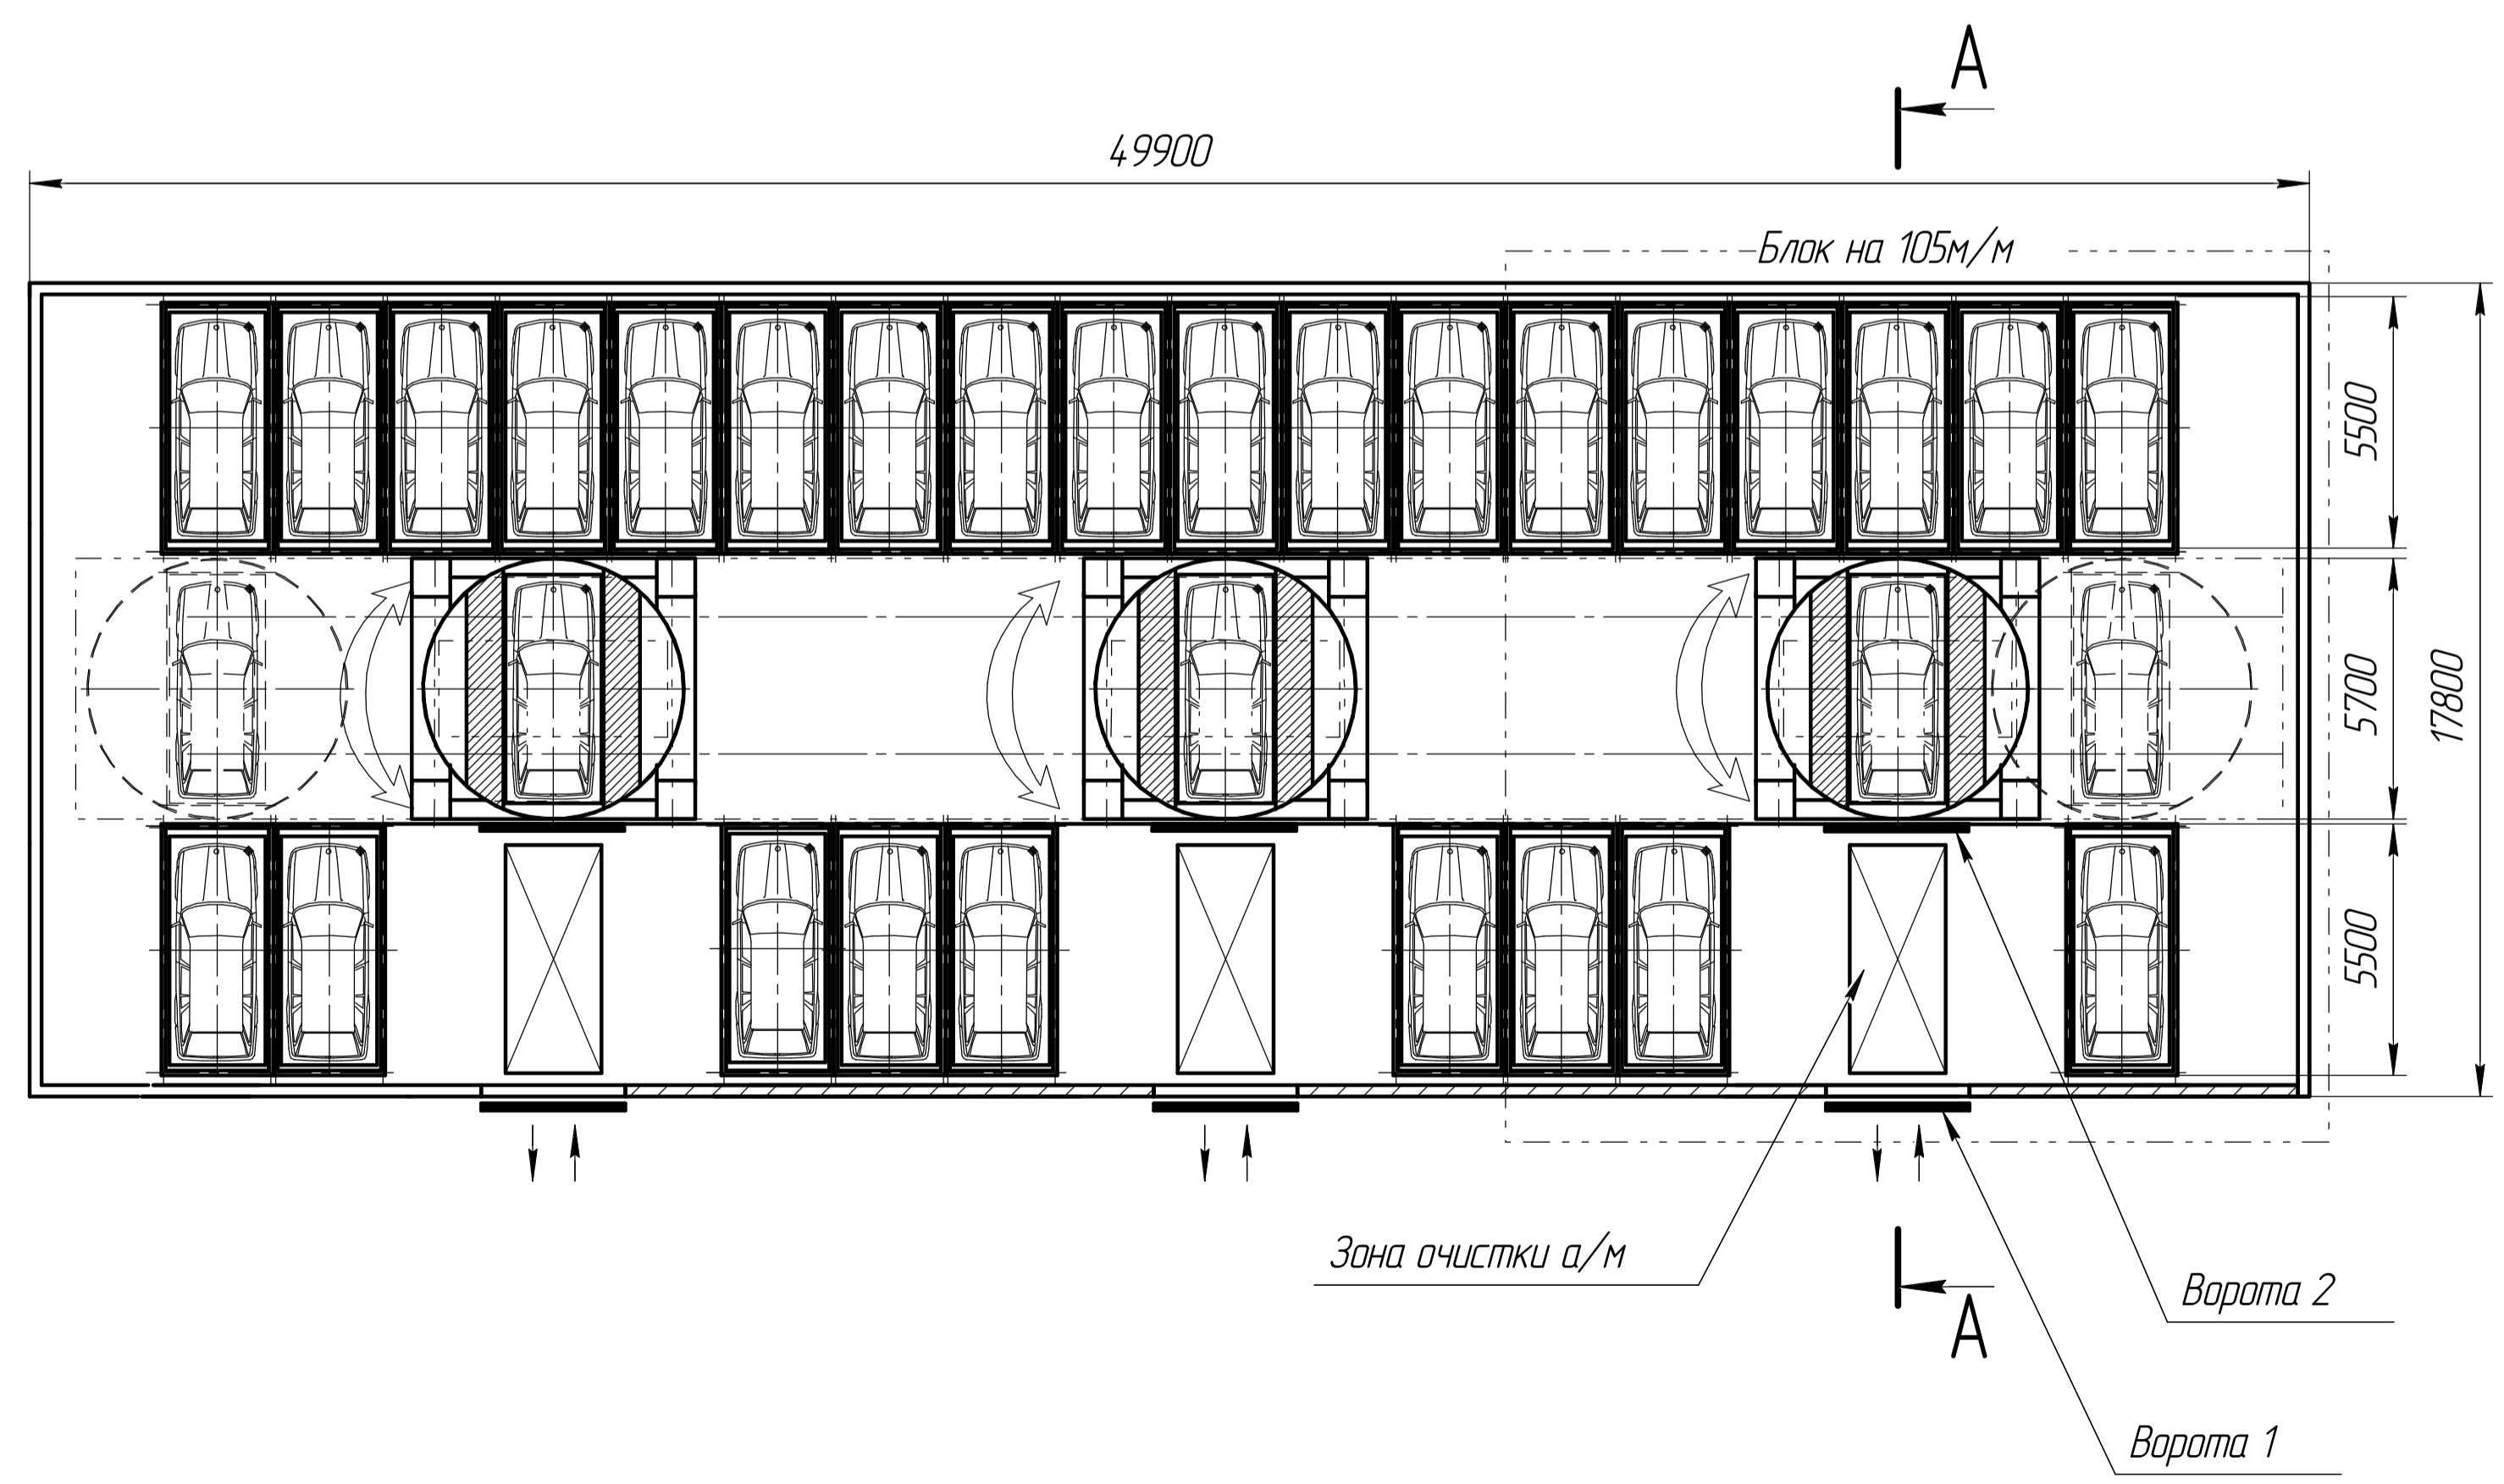 А
49900
Блок на 105м/м
5500
5700
17800
5500
Зона очистки а/м
Ворота 2
А
Ворота 1